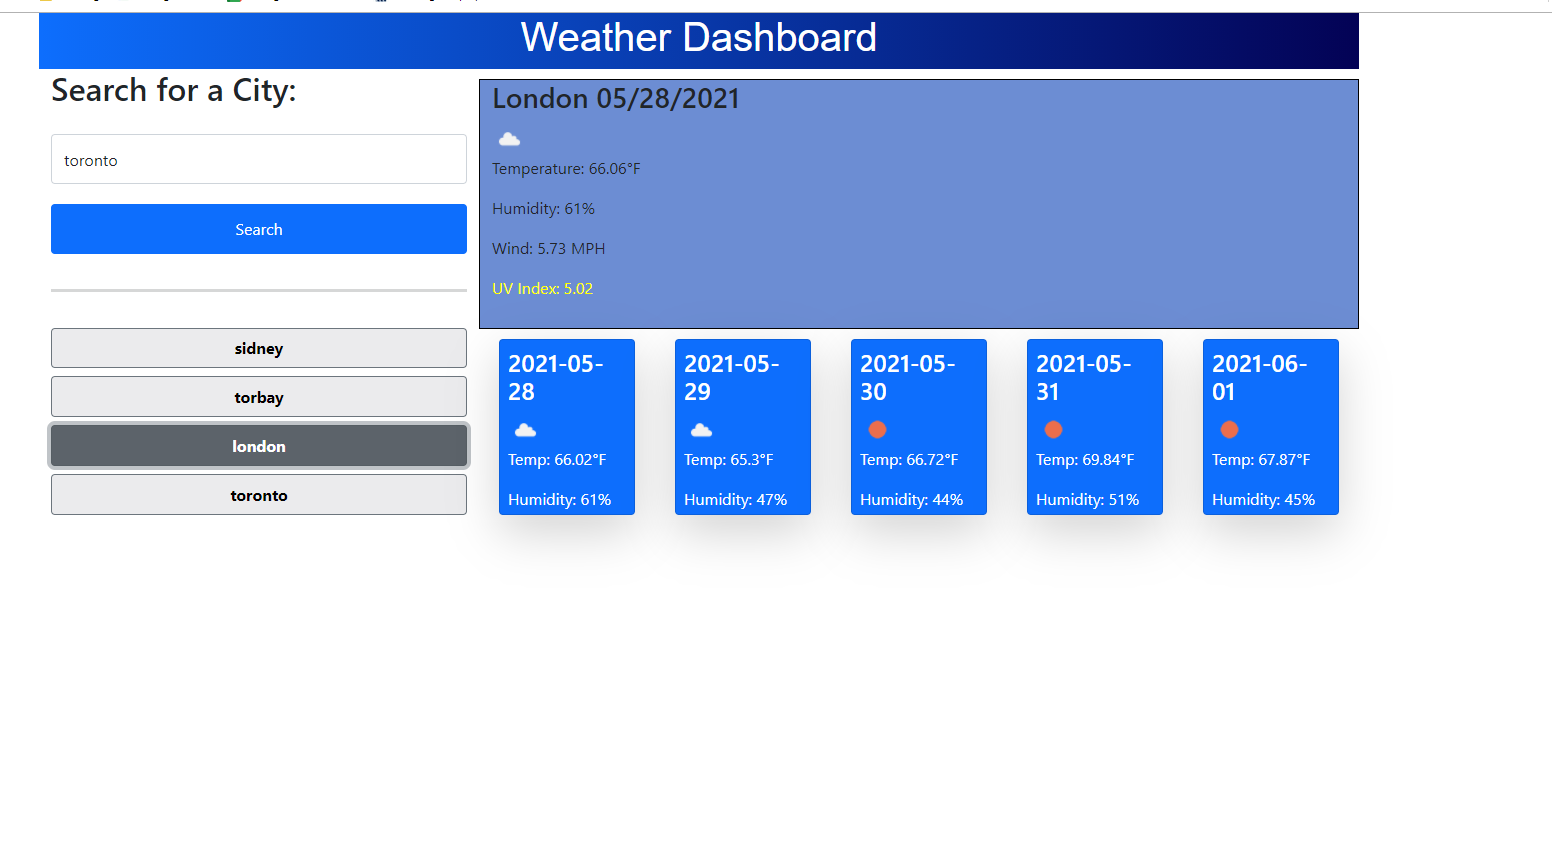 Weather Dashboard
Search for a City:
toronto
Search
sidney
torbay
london
toronto
London 05/28/2021
Temperature: 66.06°F
Humidity: 61%
Wind: 5.73 MPH
UV Index: 5.02
2021-05-
28
Temp: 66.02°F
Humidity: 61%
2021-05-
29
Temp: 65.3°F
Humidity: 47%
2021-05-
30
Temp: 66.72°F
Humidity: 44%
2021-05-
31
Temp: 69.84°F
Humidity: 51%
2021-06-
01
Temp: 67.87°F
Humidity: 45%